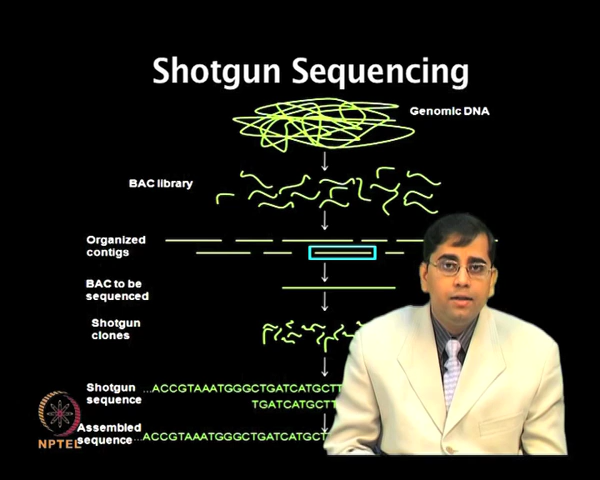 Shotgun Sequencing
Genomic DNA
BAC library
Organized
contigs
BAC to be
sequenced
Shotgun
clones
Shotgun
sequence
...ACCGTAAATGGGCTGATCATGCTT
TGATCATGCTT
Assembled
sequence
...ACCGTAAATGGGCTGATCATGCT
NPTEL